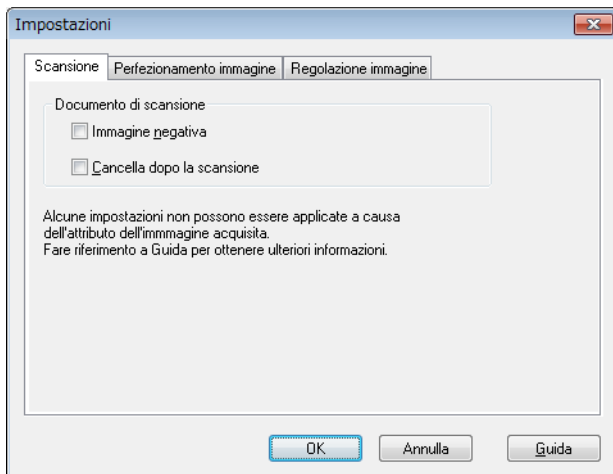 Impostazioni
Scansione
Perfezionamento immagine
Regolazione immagine
Documento di scansione
Immagine negativa
Cancella dopo la scansione
Alcune impostazioni non possono essere applicate a causa
dell'attributo dell'immmagine acquisita.
Fare riferimento a Guida per ottenere ulteriori informazioni.
OK
Annulla
Guida